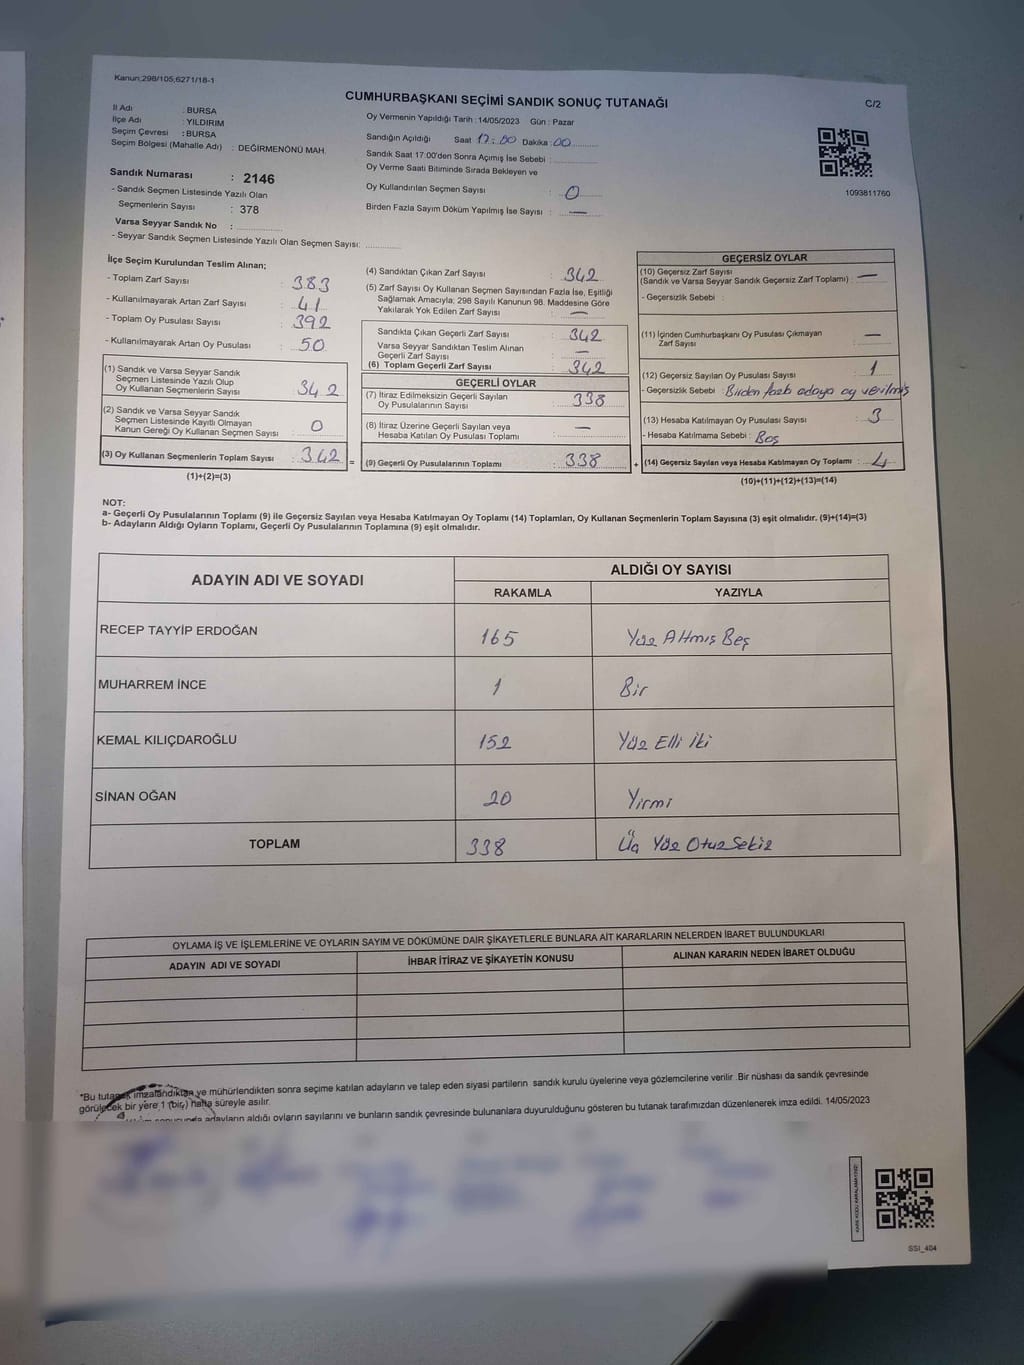 Kanun;298/105,6271/18-1
CUMHURBAŞKANI SEÇİMİ SANDIK SONUÇ TUTANAĞI
C/2
İl Adı : BURSA
İlçe Adı : YILDIRIM
Seçim Çevresi : BURSA
Seçim Bölgesi (Mahalle Adı) : DEĞİRMENÖNÜ MAH.
Sandık Numarası : 2146
- Sandık Seçmen Listesinde Yazılı Olan
Seçmenlerin Sayısı : 378
Varsa Seyyar Sandık No :
- Seyyar Sandık Seçmen Listesinde Yazılı Olan Seçmen Sayısı:
Oy Vermenin Yapıldığı Tarih : 14/05/2023 Gün : Pazar
Sandığın Açıldığı Saat 17:00 Dakika :00
Sandık Saat 17:00'den Sonra Açımış İse Sebebi :
Oy Verme Saati Bitiminde Sırada Bekleyen ve
Oy Kullandırılan Seçmen Sayısı : 0
Birden Fazla Sayım Döküm Yapılmış İse Sayısı : —
1093811760
İlçe Seçim Kurulundan Teslim Alınan;
- Toplam Zarf Sayısı : 383
- Kullanılmayarak Artan Zarf Sayısı : 41
- Toplam Oy Pusulası Sayısı : 392
- Kullanılmayarak Artan Oy Pusulası : 50
(1) Sandık ve Varsa Seyyar Sandık
Seçmen Listesinde Yazılı Olup
Oy Kullanan Seçmenlerin Sayısı : 342
(2) Sandık ve Varsa Seyyar Sandık
Seçmen Listesinde Kayıtlı Olmayan
Kanun Gereği Oy Kullanan Seçmen Sayısı : 0
(3) Oy Kullanan Seçmenlerin Toplam Sayısı : 342 =
(1)+(2)=(3)
(4) Sandıktan Çıkan Zarf Sayısı : 342
(5) Zarf Sayısı Oy Kullanan Seçmen Sayısından Fazla İse, Eşitliği
Sağlamak Amacıyla; 298 Sayılı Kanunun 98. Maddesine Göre
Yakılarak Yok Edilen Zarf Sayısı : —
Sandıkta Çıkan Geçerli Zarf Sayısı : 342
Varsa Seyyar Sandıktan Teslim Alınan
Geçerli Zarf Sayısı : —
(6) Toplam Geçerli Zarf Sayısı : 342
GEÇERLİ OYLAR
(7) İtiraz Edilmeksizin Geçerli Sayılan
Oy Pusulalarının Sayısı : 338
(8) İtiraz Üzerine Geçerli Sayılan veya
Hesaba Katılan Oy Pusulası Toplamı : —
(9) Geçerli Oy Pusulalarının Toplamı : 338 +
GEÇERSİZ OYLAR
(10) Geçersiz Zarf Sayısı
(Sandık ve Varsa Seyyar Sandık Geçersiz Zarf Toplamı) : —
- Geçersizlik Sebebi :
(11) İçinden Cumhurbaşkanı Oy Pusulası Çıkmayan
Zarf Sayısı : —
(12) Geçersiz Sayılan Oy Pusulası Sayısı : 1
- Geçersizlik Sebebi : Birden fazla adaya oy verilmiş
(13) Hesaba Katılmayan Oy Pusulası Sayısı : 3
- Hesaba Katılmama Sebebi : Boş
(14) Geçersiz Sayılan veya Hesaba Katılmayan Oy Toplamı : 4
(10)+(11)+(12)+(13)=(14)
NOT:
a- Geçerli Oy Pusulalarının Toplamı (9) ile Geçersiz Sayılan veya Hesaba Katılmayan Oy Toplamı (14) Toplamları, Oy Kullanan Seçmenlerin Toplam Sayısına (3) eşit olmalıdır. (9)+(14)=(3)
b- Adayların Aldığı Oyların Toplamı, Geçerli Oy Pusulalarının Toplamına (9) eşit olmalıdır.
ADAYIN ADI VE SOYADI
ALDIĞI OY SAYISI
RAKAMLA YAZIYLA
RECEP TAYYİP ERDOĞAN 165 Yüz Altmış Beş
MUHARREM İNCE 1 Bir
KEMAL KILIÇDAROĞLU 152 Yüz Elli İki
SİNAN OĞAN 20 Yirmi
TOPLAM 338 Üç Yüz Otuz Sekiz
OYLAMA İŞ VE İŞLEMLERİNE VE OYLARIN SAYIM VE DÖKÜMÜNE DAİR ŞİKAYETLERLE BUNLARA AİT KARARLARIN NELERDEN İBARET BULUNDUKLARI
ADAYIN ADI VE SOYADI İHBAR İTİRAZ VE ŞİKAYETİN KONUSU ALINAN KARARIN NEDEN İBARET OLDUĞU
*Bu tutanak imzalandıktan ve mühürlendikten sonra seçime katılan adayların ve talep eden siyasi partilerin sandık kurulu üyelerine veya gözlemcilerine verilir .Bir nüshası da sandık çevresinde
görülecek bir yere 1 (bir) hafta süreyle asılır.
adayların aldığı oyların sayılarını ve bunların sandık çevresinde bulunanlara duyurulduğunu gösteren bu tutanak tarafımızdan düzenlenerek imza edildi. 14/05/2023
SSI_404